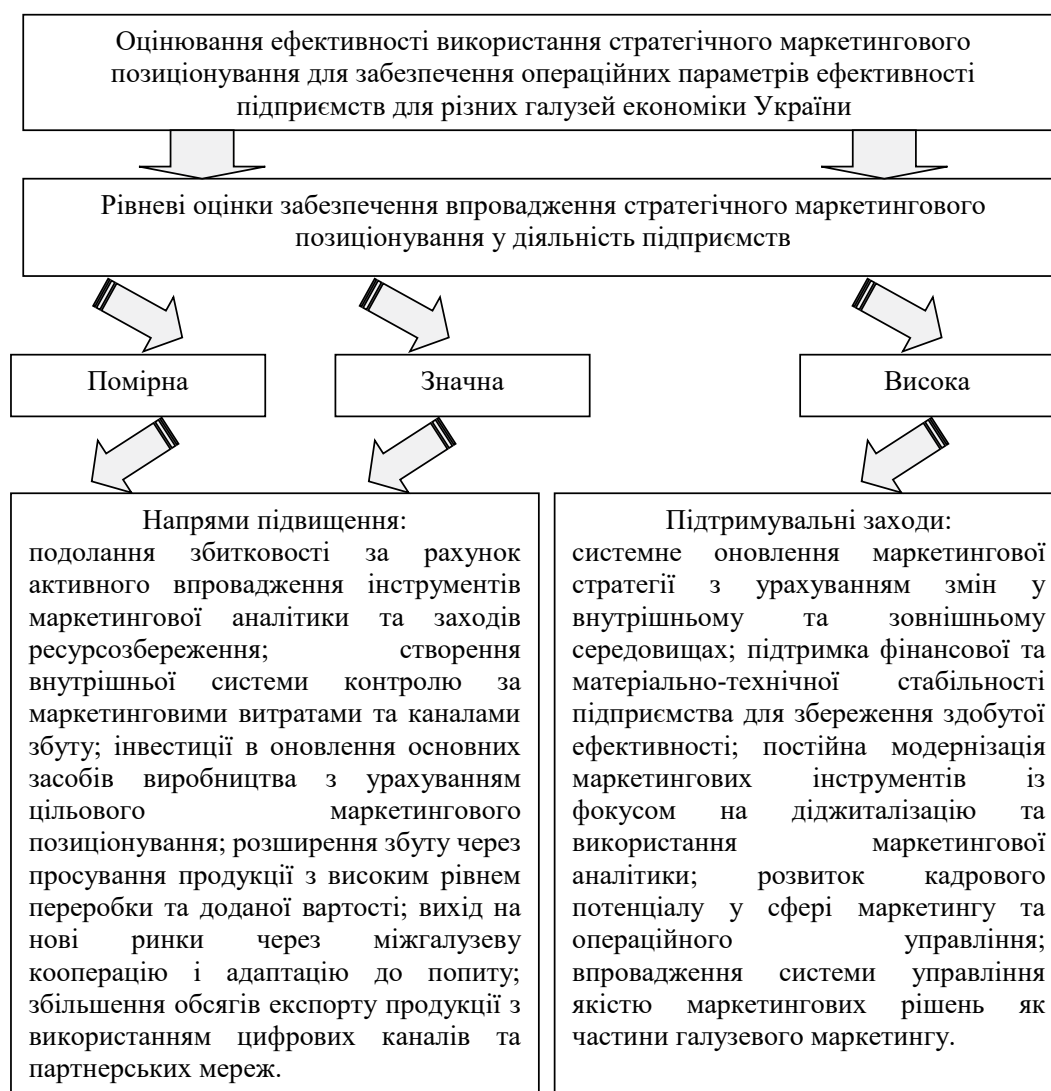 Оцінювання ефективності використання стратегічного маркетингового
позиціонування для забезпечення операційних параметрів ефективності
підприємств для різних галузей економіки України
Рівневі оцінки забезпечення впровадження стратегічного маркетингового
позиціонування у діяльність підприємств
Помірна
Значна
Висока
Напрями підвищення:
подолання збитковості за рахунок
активного впровадження інструментів
маркетингової аналітики та заходів
ресурсозбереження; створення
внутрішньої системи контролю за
маркетинговими витратами та каналами
збуту; інвестиції в оновлення основних
засобів виробництва з урахуванням
цільового маркетингового
позиціонування; розширення збуту через
просування продукції з високим рівнем
переробки та доданої вартості; вихід на
нові ринки через міжгалузеву
кооперацію і адаптацію до попиту;
збільшення обсягів експорту продукції з
використанням цифрових каналів та
партнерських мереж.
Підтримувальні заходи:
системне оновлення маркетингової
стратегії з урахуванням змін у
внутрішньому та зовнішньому
середовищах; підтримка фінансової та
матеріально-технічної стабільності
підприємства для збереження здобутої
ефективності; постійна модернізація
маркетингових інструментів із
фокусом на діджиталізацію та
використання маркетингової
аналітики; розвиток кадрового
потенціалу у сфері маркетингу та
операційного управління;
впровадження системи управління
якістю маркетингових рішень як
частини галузевого маркетингу.